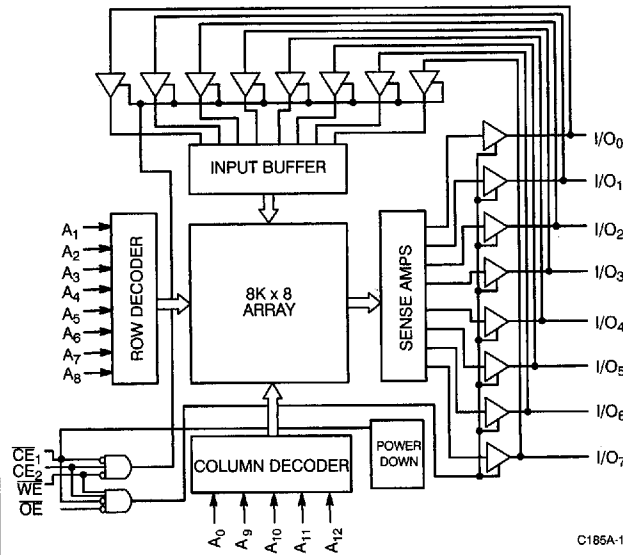 INPUT BUFFER
I/O0
I/O1
I/O2
I/O3
I/O4
I/O5
I/O6
I/O7
A1
A2
A3
A4
A5
A6
A7
A8
ROW DECODER
8K x 8
ARRAY
SENSE AMPS
CE1
CE2
WE
OE
COLUMN DECODER
POWER
DOWN
A0
A9
A10
A11
A12
C185A-1